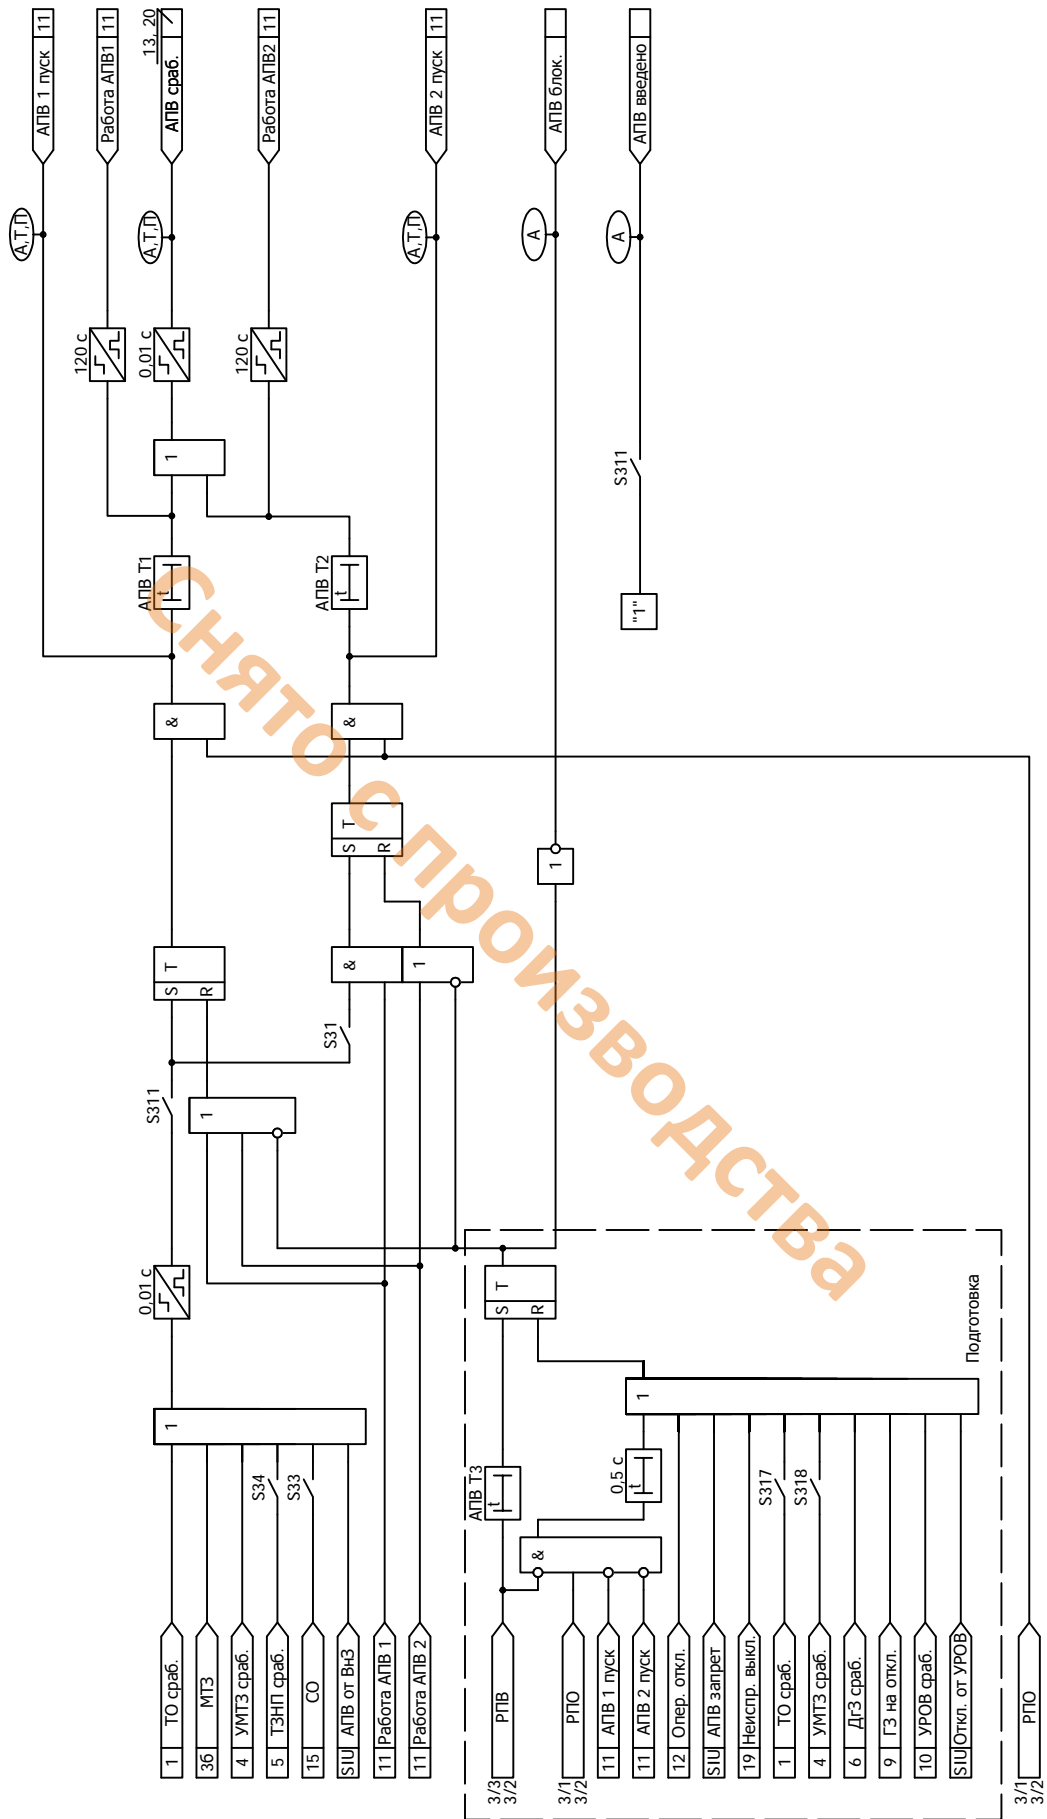 АПВ 1 пуск 11
Работа АПВ1 11
13, 20
АПВ сраб.
Работа АПВ2 11
АПВ 2 пуск 11
АПВ блок.
АПВ введено
А,Т,П
А,Т,П
А,Т,П
А
А
120 с
0,01 с
120 с
1
S311
"1"
АПВ T1
t
АПВ T2
t
&
&
T
S
R
1
T
S
R
&
1
S31
S311
1
0,01 с
1
S34
S33
T
S
R
Подготовка
1
АПВ T3
t
0,5 с
t
S317
S318
&
1 ТО сраб.
3б МТЗ
4 УМТЗ сраб.
5 ТЗНП сраб.
15 СО
SIU АПВ от ВнЗ
11 Работа АПВ 1
11 Работа АПВ 2
3/3
3/2
РПВ
3/1
3/2
РПО
11 АПВ 1 пуск
11 АПВ 2 пуск
12 Опер. откл.
SIU АПВ запрет
19 Неиспр. выкл.
1 ТО сраб.
4 УМТЗ сраб.
6 ДгЗ сраб.
9 ГЗ на откл.
10 УРОВ сраб.
SIU Откл. от УРОВ
3/1
3/2
РПО
Снято с производства